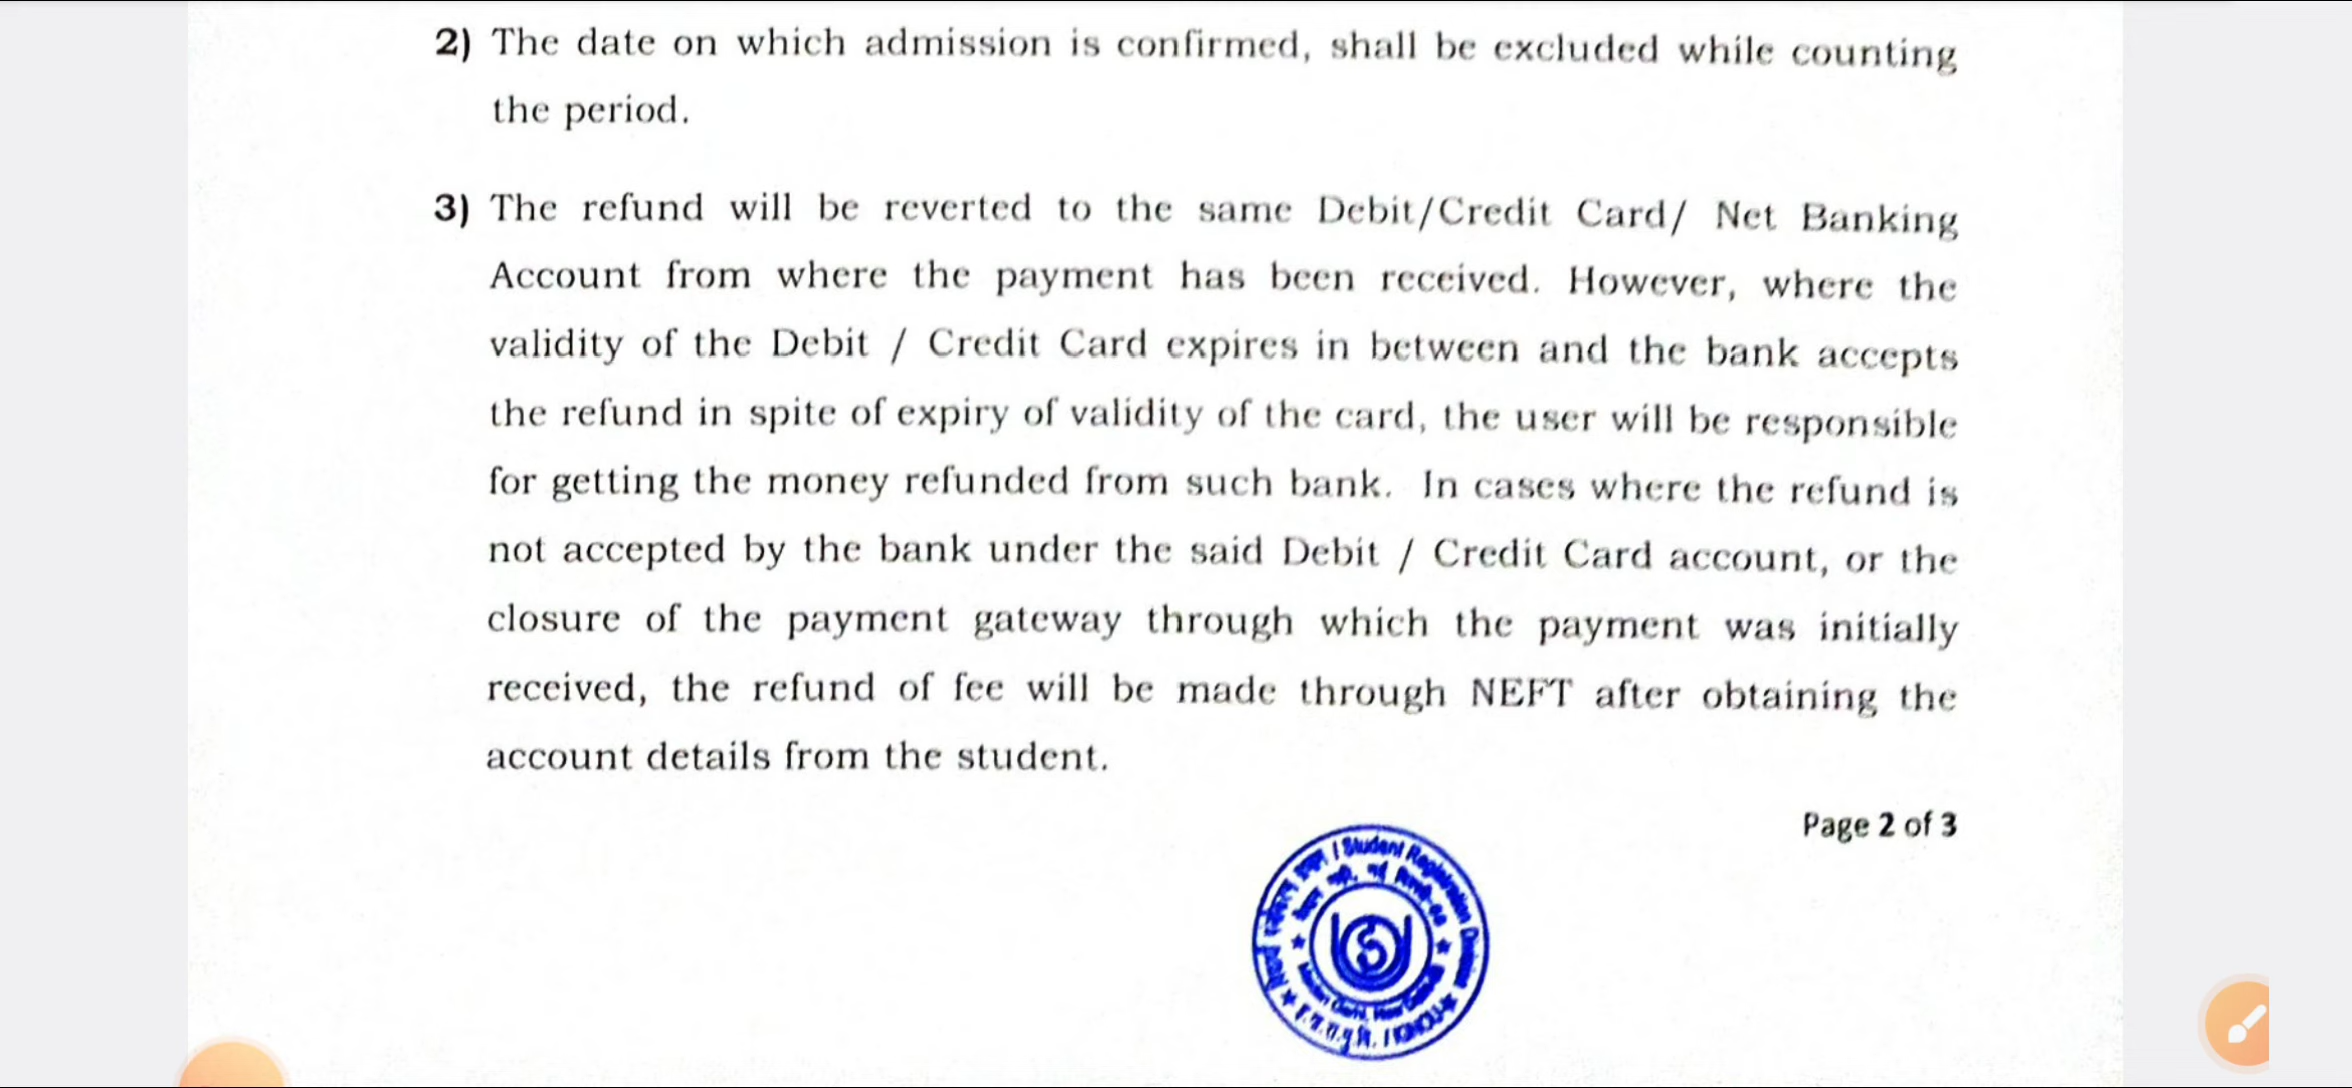 2) The date on which admission is confirmed, shall be excluded while counting
the period.
3) The refund will be reverted to the same Debit/Credit Card/ Net Banking
Account from where the payment has been received. However, where the
validity of the Debit / Credit Card expires in between and the bank accepts
the refund in spite of expiry of validity of the card, the user will be responsible
for getting the money refunded from such bank. In cases where the refund is
not accepted by the bank under the said Debit / Credit Card account, or the
closure of the payment gateway through which the payment was initially
received, the refund of fee will be made through NEFT after obtaining the
account details from the student.
Page 2 of 3
Student Registration
IGNOU